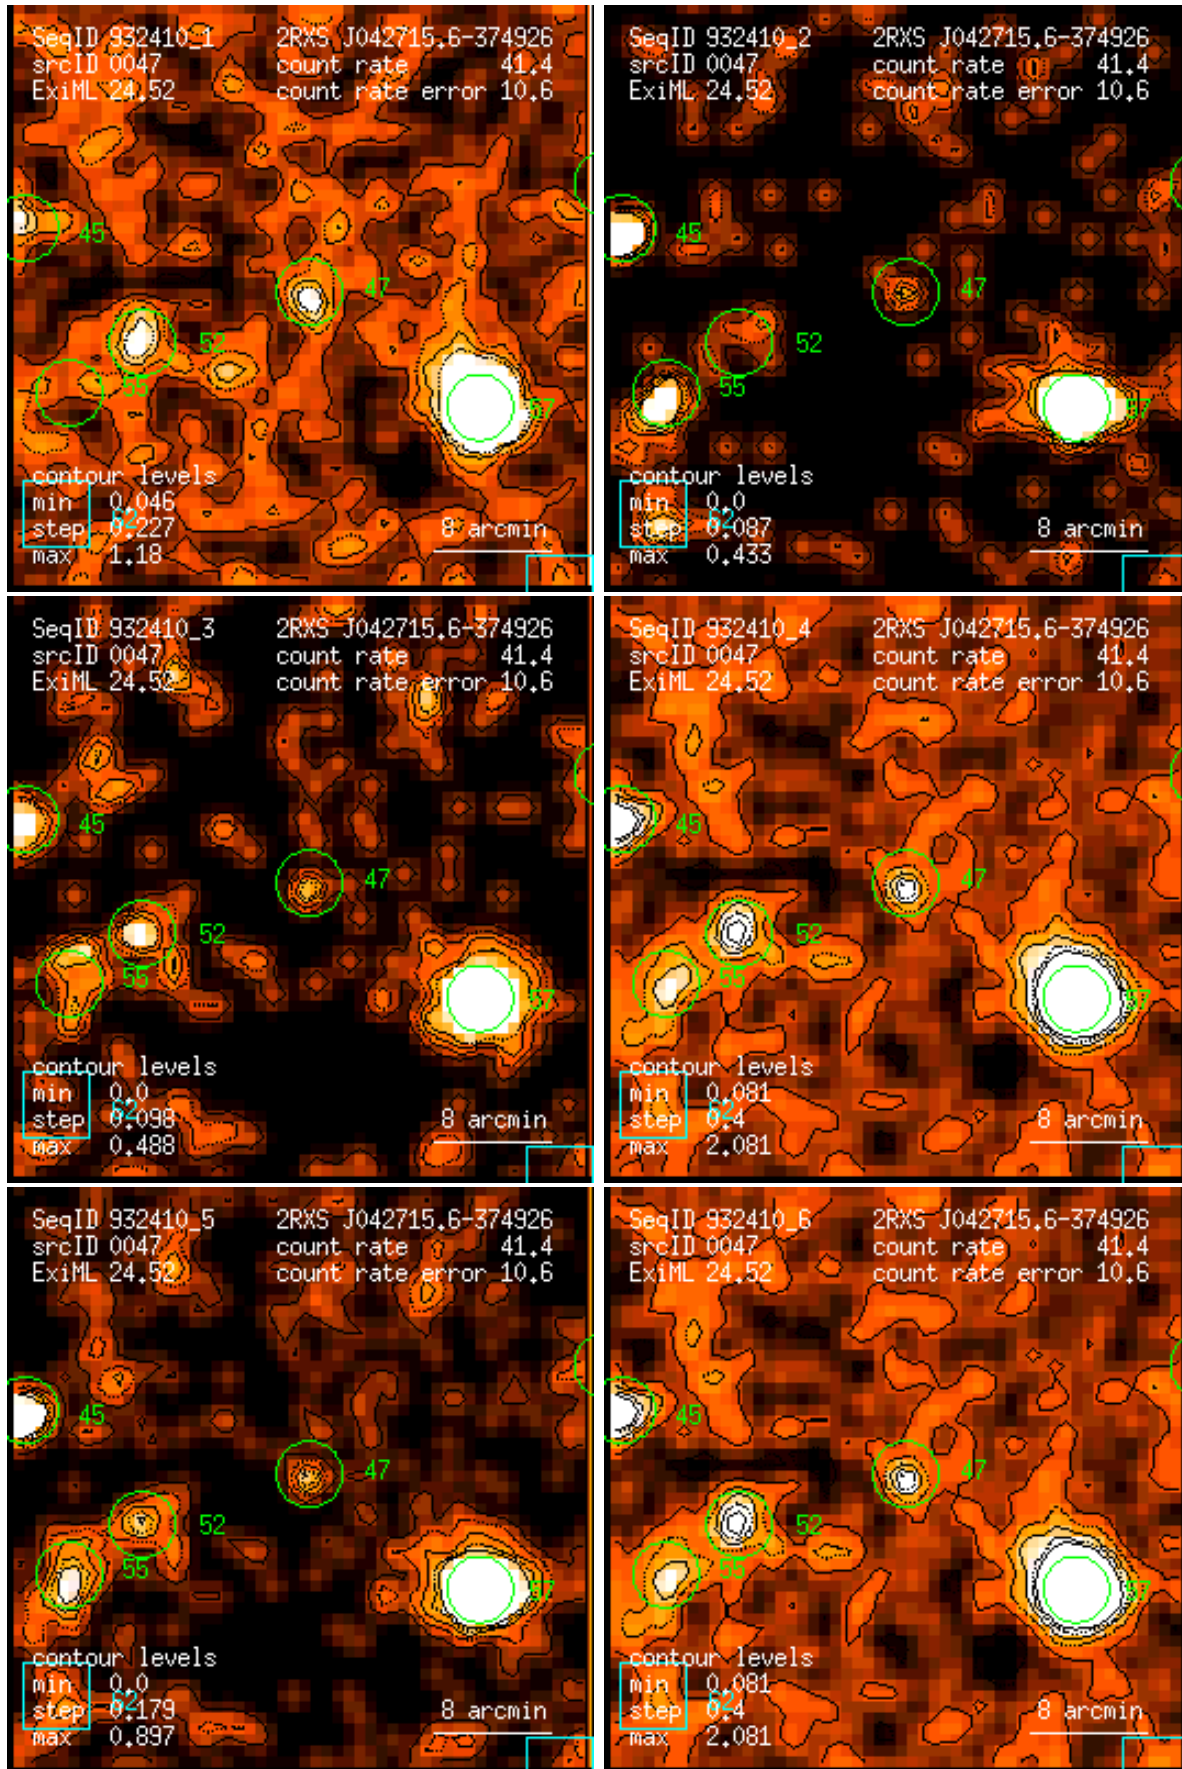 SeqID 932410_1 2RXS J042715.6-374926
srcID 0047 count rate 41.4
ExiML 24.52 count rate error 10.6
45
47
52
55
57
contour levels
min 0.046
62
step 0.227 8 arcmin
max 1.18
SeqID 932410_2 2RXS J042715.6-374926
srcID 0047 count rate 41.4
ExiML 24.52 count rate error 10.6
45
47
52
55
57
contour levels
min 0.0
62
step 0.087 8 arcmin
max 0.433
SeqID 932410_3 2RXS J042715.6-374926
srcID 0047 count rate 41.4
ExiML 24.52 count rate error 10.6
45
47
52
55
57
contour levels
min 0.0
62
step 0.098 8 arcmin
max 0.488
SeqID 932410_4 2RXS J042715.6-374926
srcID 0047 count rate 41.4
ExiML 24.52 count rate error 10.6
45
47
52
55
57
contour levels
min 0.081
62
step 0.4 8 arcmin
max 2.081
SeqID 932410_5 2RXS J042715.6-374926
srcID 0047 count rate 41.4
ExiML 24.52 count rate error 10.6
45
47
52
55
57
contour levels
min 0.0
62
step 0.179 8 arcmin
max 0.897
SeqID 932410_6 2RXS J042715.6-374926
srcID 0047 count rate 41.4
ExiML 24.52 count rate error 10.6
45
47
52
55
57
contour levels
min 0.081
62
step 0.4 8 arcmin
max 2.081